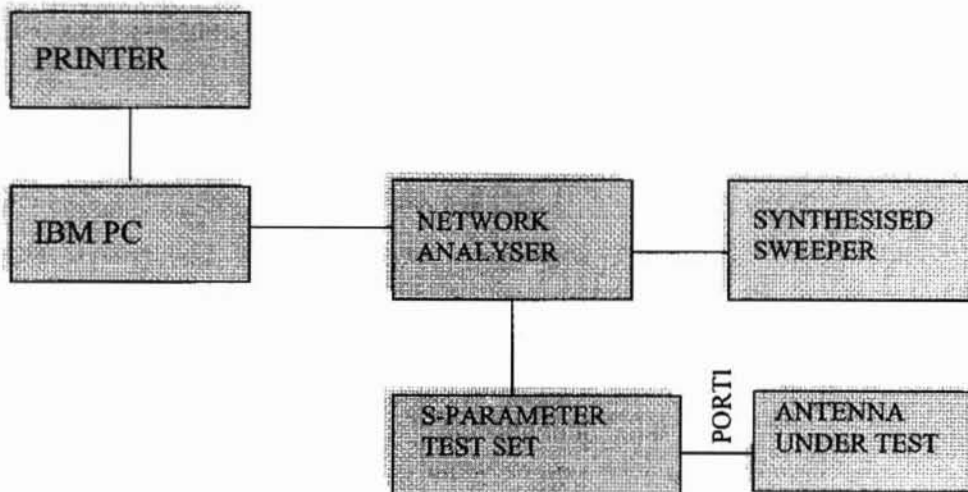 PRINTER
IBM PC
NETWORK
ANALYSER
SYNTHESISED
SWEEPER
S-PARAMETER
TEST SET
PORT1
ANTENNA
UNDER TEST